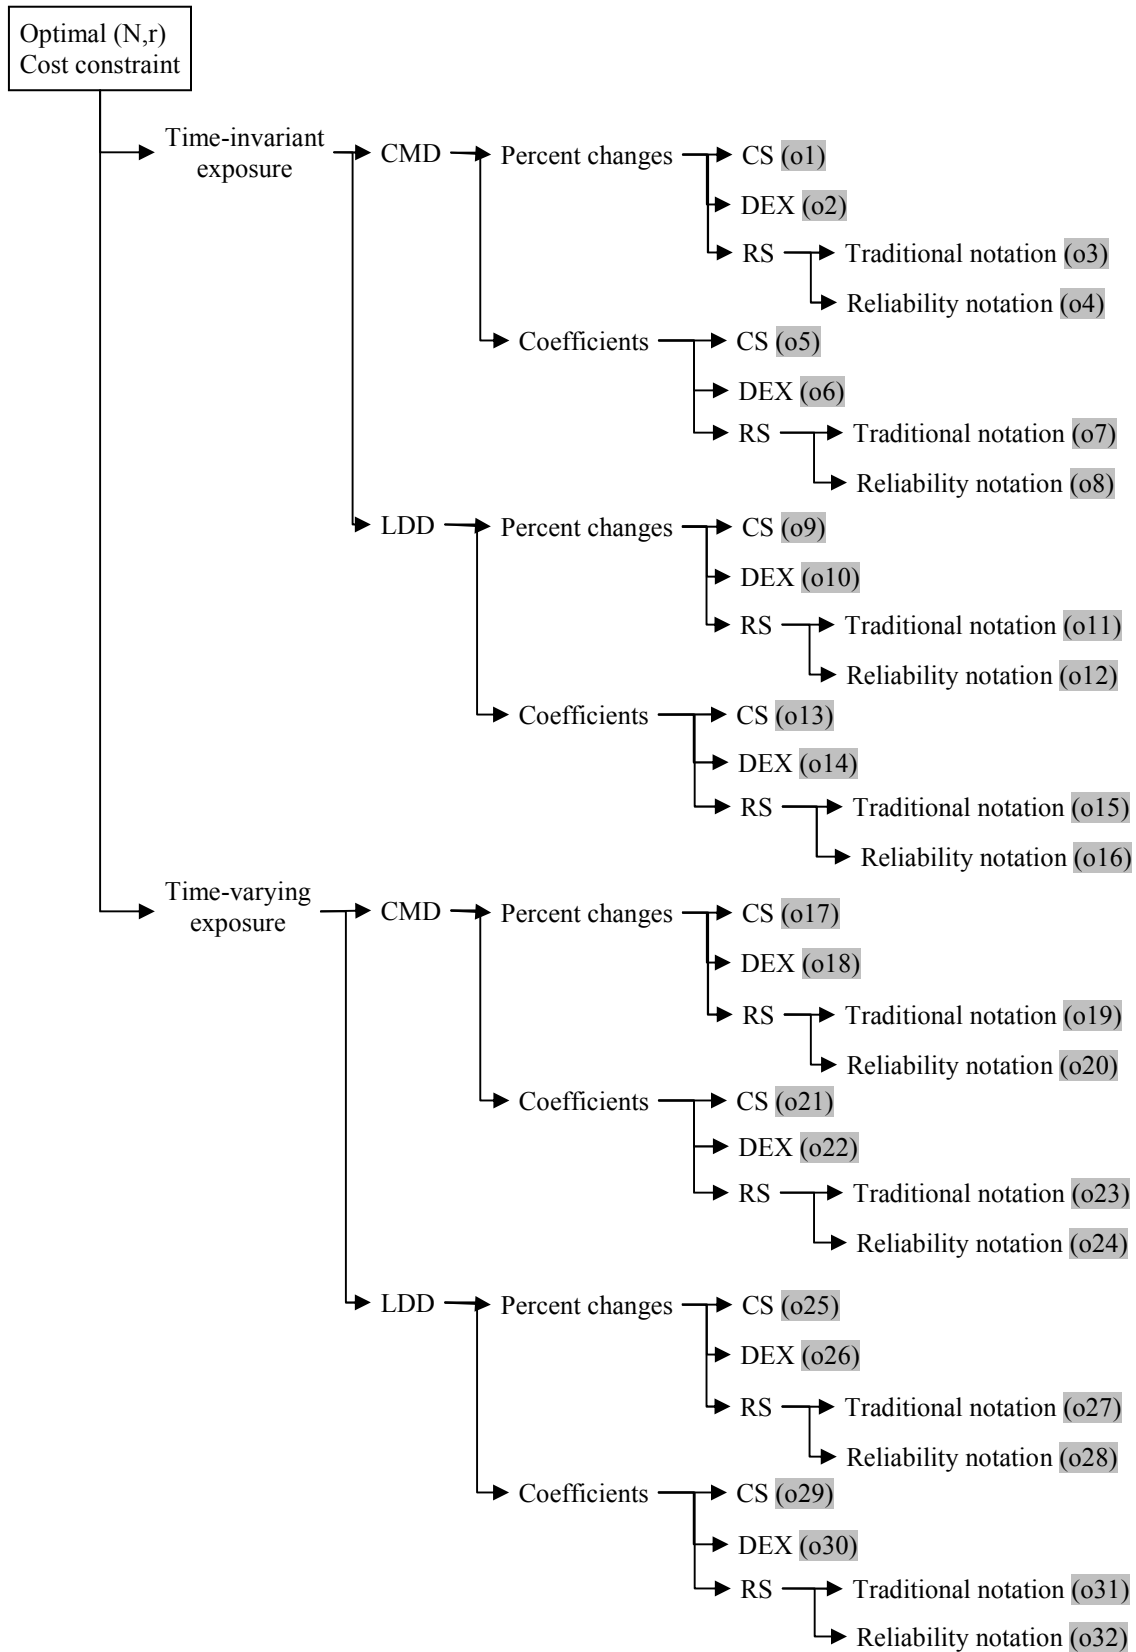 Optimal (N,r)
Cost constraint
Time-invariant
exposure
CMD
Percent changes
CS (o1)
DEX (o2)
RS
Traditional notation (o3)
Reliability notation (o4)
Coefficients
CS (o5)
DEX (o6)
RS
Traditional notation (o7)
Reliability notation (o8)
LDD
Percent changes
CS (o9)
DEX (o10)
RS
Traditional notation (o11)
Reliability notation (o12)
Coefficients
CS (o13)
DEX (o14)
RS
Traditional notation (o15)
Reliability notation (o16)
Time-varying
exposure
CMD
Percent changes
CS (o17)
DEX (o18)
RS
Traditional notation (o19)
Reliability notation (o20)
Coefficients
CS (o21)
DEX (o22)
RS
Traditional notation (o23)
Reliability notation (o24)
LDD
Percent changes
CS (o25)
DEX (o26)
RS
Traditional notation (o27)
Reliability notation (o28)
Coefficients
CS (o29)
DEX (o30)
RS
Traditional notation (o31)
Reliability notation (o32)